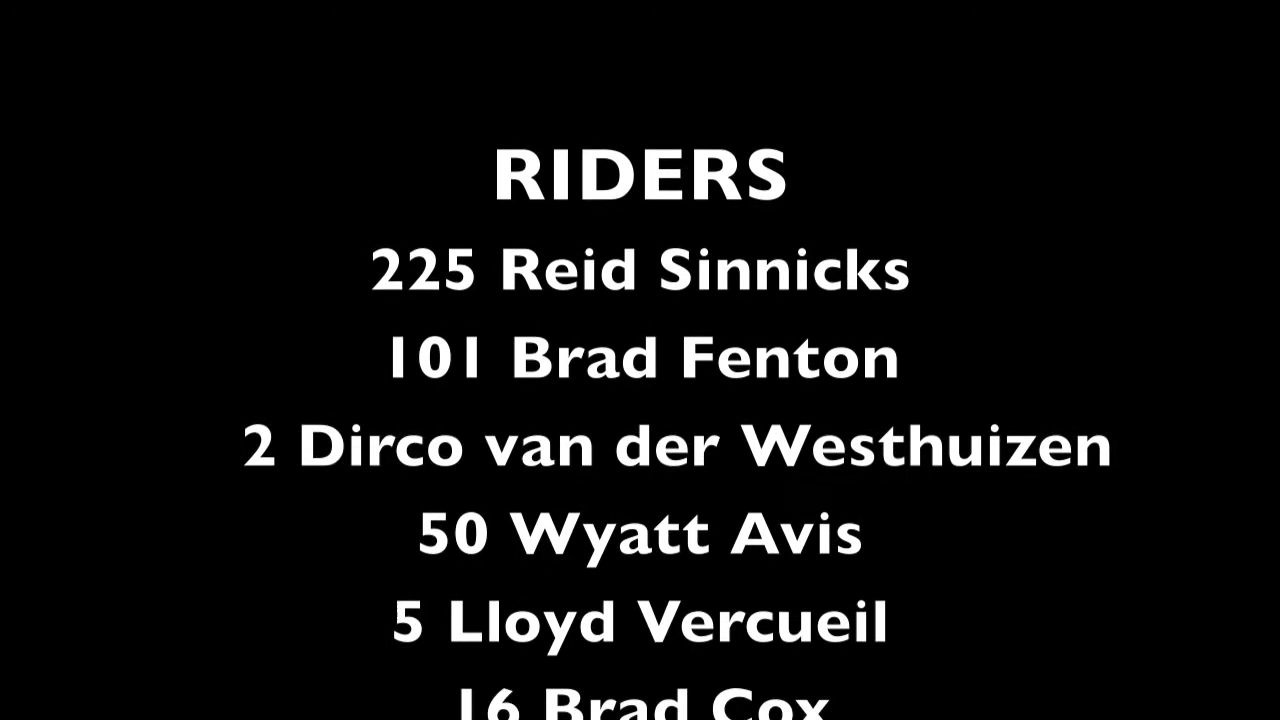 RIDERS
225 Reid Sinnicks
101 Brad Fenton
2 Dirco van der Westhuizen
50 Wyatt Avis
5 Lloyd Vercueil
16 Brad Cox